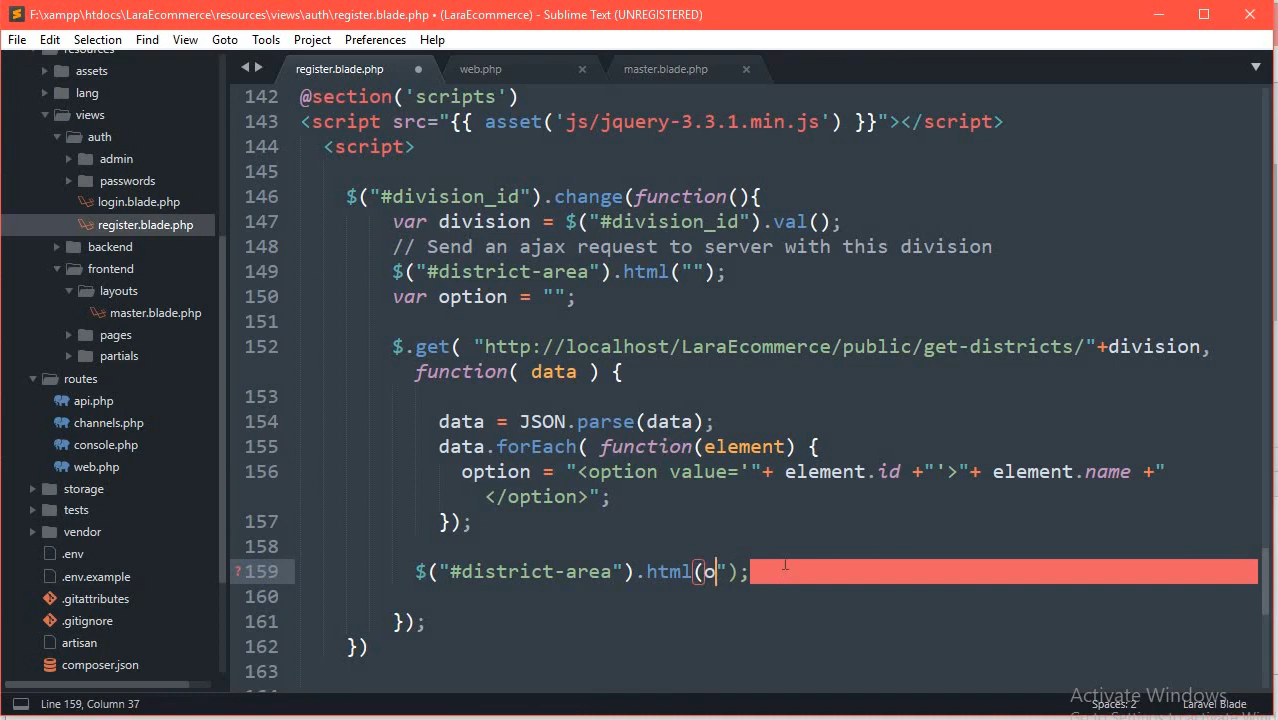 F:\xampp\htdocs\LaraEcommerce\resources\views\auth\register.blade.php • (LaraEcommerce) - Sublime Text (UNREGISTERED)
File Edit Selection Find View Goto Tools Project Preferences Help
resources
assets
lang
views
auth
admin
passwords
login.blade.php
register.blade.php
backend
frontend
layouts
master.blade.php
pages
partials
routes
api.php
channels.php
console.php
web.php
storage
tests
vendor
.env
.env.example
.gitattributes
.gitignore
artisan
composer.json
register.blade.php web.php master.blade.php
142 @section('scripts')
143 <script src="{{ asset('js/jquery-3.3.1.min.js') }}"></script>
144 <script>
145
146 $("#division_id").change(function(){
147 var division = $("#division_id").val();
148 // Send an ajax request to server with this division
149 $("#district-area").html("");
150 var option = "";
151
152 $.get( "http://localhost/LaraEcommerce/public/get-districts/"+division,
function( data ) {
153
154 data = JSON.parse(data);
155 data.forEach( function(element) {
156 option = "<option value='"+ element.id +"'>"+ element.name +"
</option>";
157 });
158
159 $("#district-area").html(o");
160
161 });
162 })
163
Activate Windows
Line 159, Column 37 Spaces: 2 Laravel Blade